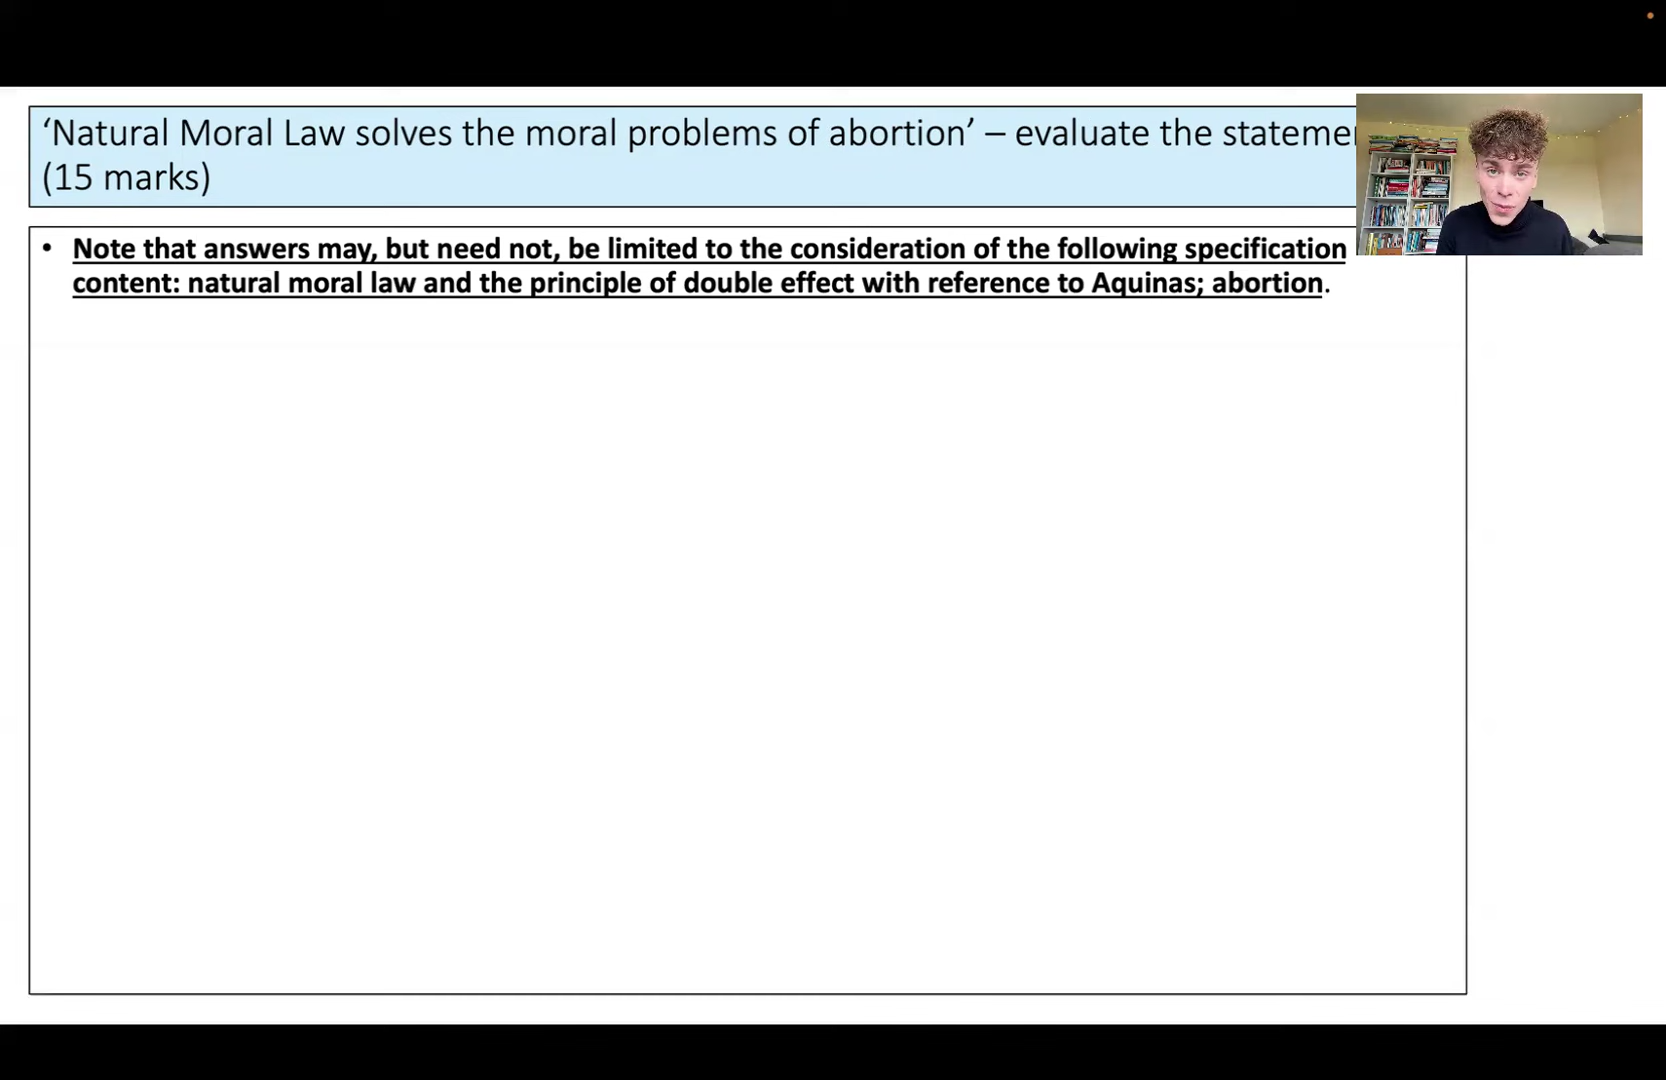 ‘Natural Moral Law solves the moral problems of abortion’ – evaluate the
(15 marks)
• Note that answers may, but need not, be limited to the consideration of the following specification
content: natural moral law and the principle of double effect with reference to Aquinas; abortion.